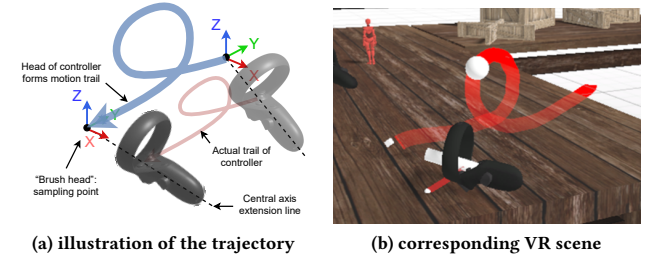 Z
Y
X
Head of controller
forms motion trail
Z
Y
X
Actual trail of
controller
"Brush head":
sampling point
Central axis
extension line
(a) illustration of the trajectory
(b) corresponding VR scene